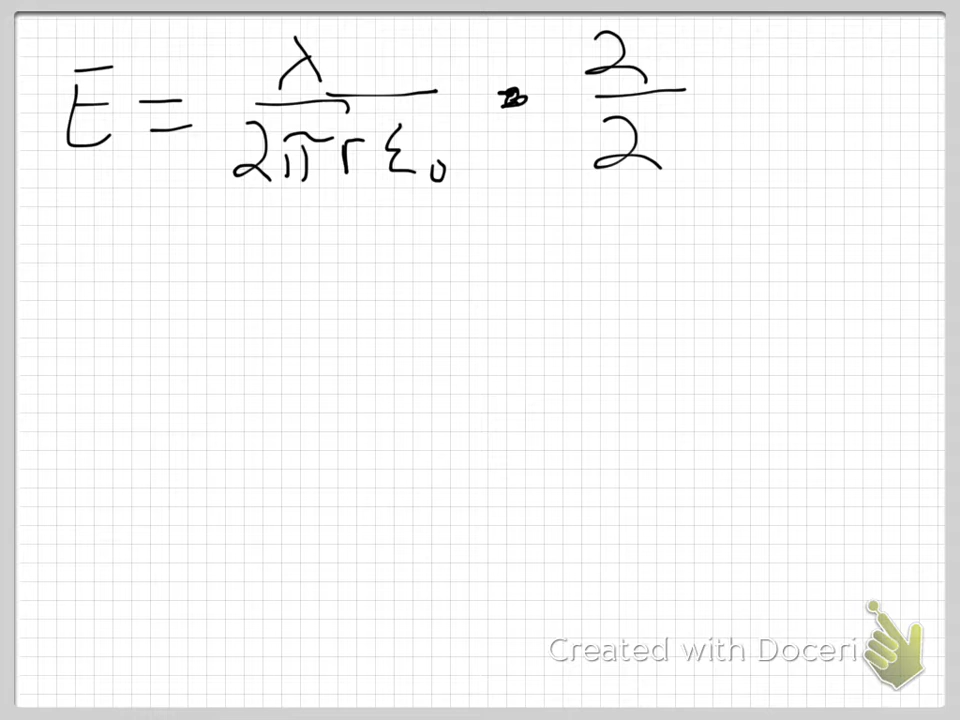 E = λ / 2πrε₀ · 2 / 2
Created with Doceri